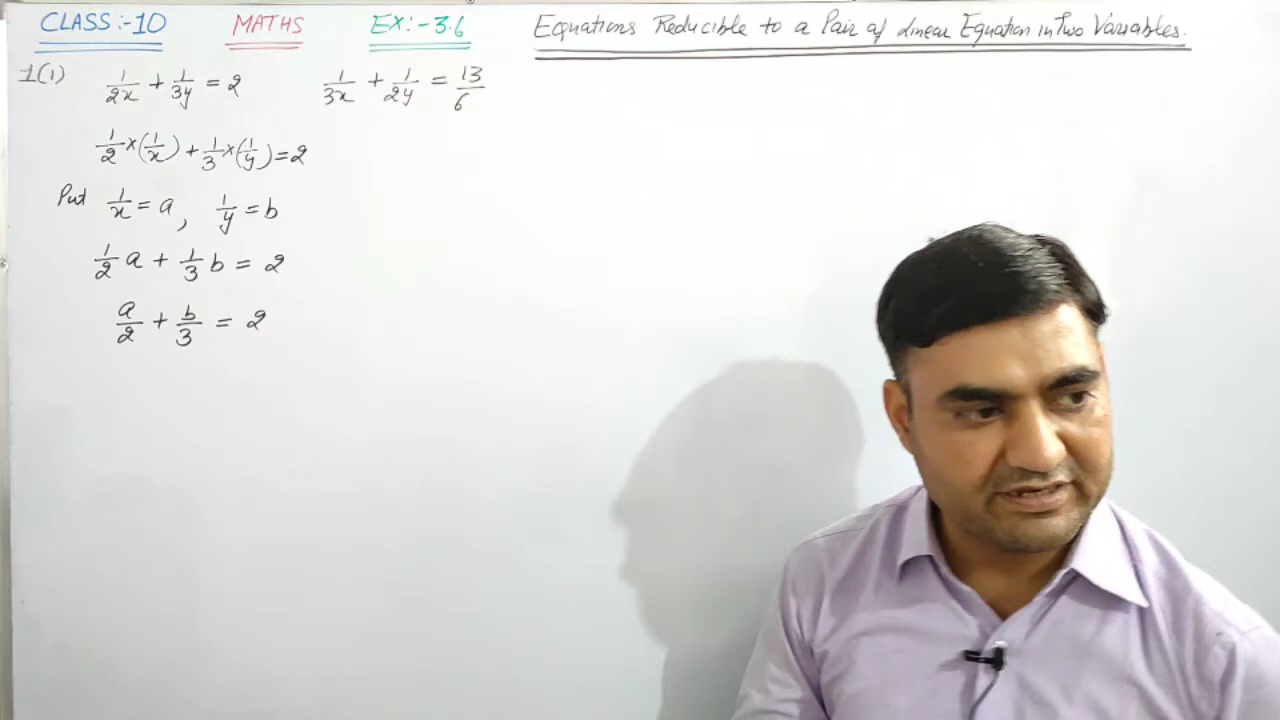 CLASS:-10 MATHS EX:-3.6 Equations Reducible to a Pair of Linear Equation in Two Variables.
1(i) 1/2x + 1/3y = 2 1/3x + 1/2y = 13/6
1/2 × (1/x) + 1/3 × (1/y) = 2
Put 1/x = a, 1/y = b
1/2 a + 1/3 b = 2
a/2 + b/3 = 2